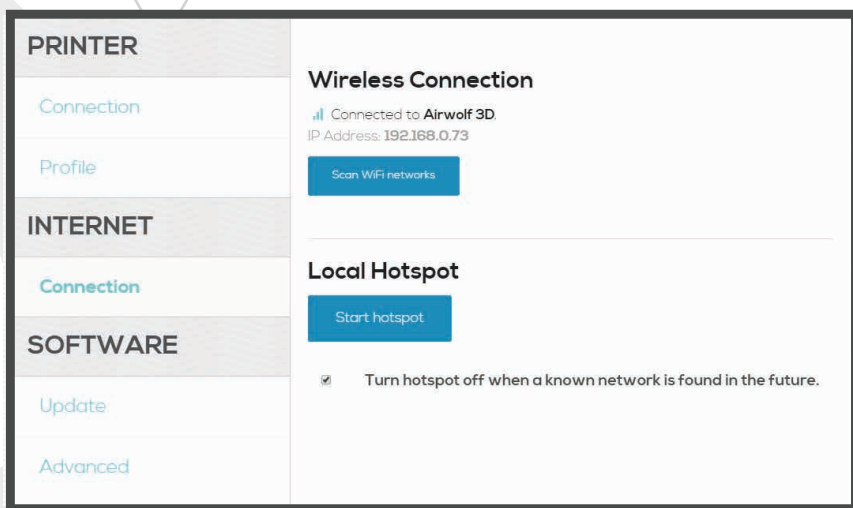 PRINTER
Connection
Profile
INTERNET
Connection
SOFTWARE
Update
Advanced
Wireless Connection
Connected to Airwolf 3D.
IP Address: 192.168.0.73
Scan WiFi networks
Local Hotspot
Start hotspot
Turn hotspot off when a known network is found in the future.